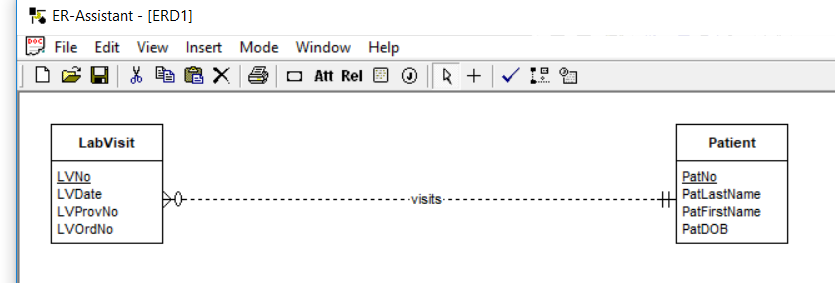 ER-Assistant - [ERD1]
File Edit View Insert Mode Window Help
Att Rel
LabVisit
LVNo
LVDate
LVProvNo
LVOrdNo
visits
Patient
PatNo
PatLastName
PatFirstName
PatDOB